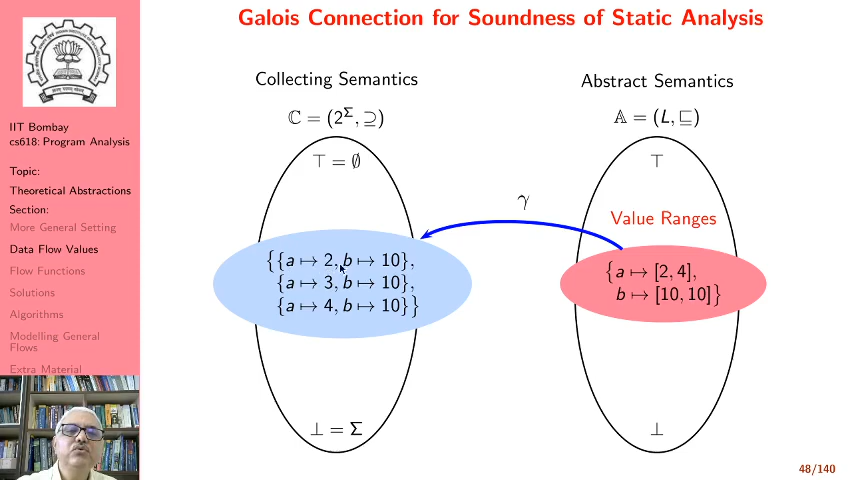 Galois Connection for Soundness of Static Analysis
IIT Bombay
cs618: Program Analysis
Topic:
Theoretical Abstractions
Section:
More General Setting
Data Flow Values
Flow Functions
Solutions
Algorithms
Modelling General
Flows
Extra Material
Collecting Semantics
ℂ = (2^Σ, ⊇)
⊤ = ∅
{{a ↦ 2, b ↦ 10},
{a ↦ 3, b ↦ 10},
{a ↦ 4, b ↦ 10}}
⊥ = Σ
γ
Abstract Semantics
𝔸 = (L, ⊑)
⊤
Value Ranges
{a ↦ [2, 4],
b ↦ [10, 10]}
⊥
48/140